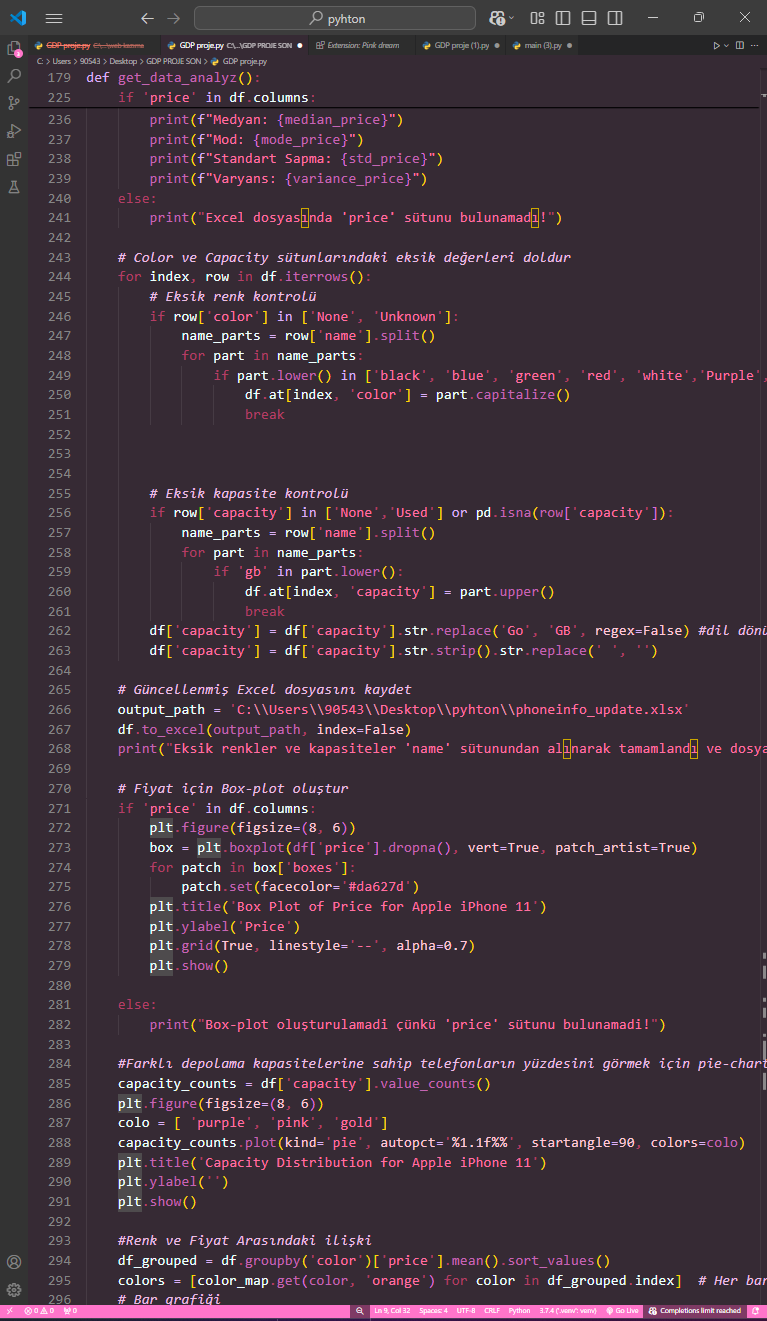 pyhton
GDP proje.py C:\...\web kazıma
GDP proje.py C:\...\GDP PROJE SON
Extension: Pink dream
GDP proje (1).py
main (3).py
C: > Users > 90543 > Desktop > GDP PROJE SON > GDP proje.py
179 def get_data_analyz():
225 if 'price' in df.columns:
236 print(f"Medyan: {median_price}")
237 print(f"Mod: {mode_price}")
238 print(f"Standart Sapma: {std_price}")
239 print(f"Varyans: {variance_price}")
240 else:
241 print("Excel dosyasında 'price' sütunu bulunamadı!")
242
243 # Color ve Capacity sütunlarındaki eksik değerleri doldur
244 for index, row in df.iterrows():
245 # Eksik renk kontrolü
246 if row['color'] in ['None', 'Unknown']:
247 name_parts = row['name'].split()
248 for part in name_parts:
249 if part.lower() in ['black', 'blue', 'green', 'red', 'white','Purple',
250 df.at[index, 'color'] = part.capitalize()
251 break
252
253
254
255 # Eksik kapasite kontrolü
256 if row['capacity'] in ['None','Used'] or pd.isna(row['capacity']):
257 name_parts = row['name'].split()
258 for part in name_parts:
259 if 'gb' in part.lower():
260 df.at[index, 'capacity'] = part.upper()
261 break
262 df['capacity'] = df['capacity'].str.replace('Go', 'GB', regex=False) #dil dönü
263 df['capacity'] = df['capacity'].str.strip().str.replace(' ', '')
264
265 # Güncellenmiş Excel dosyasını kaydet
266 output_path = 'C:\\Users\\90543\\Desktop\\pyhton\\phoneinfo_update.xlsx'
267 df.to_excel(output_path, index=False)
268 print("Eksik renkler ve kapasiteler 'name' sütunundan alınarak tamamlandı ve dosya
269
270 # Fiyat için Box-plot oluştur
271 if 'price' in df.columns:
272 plt.figure(figsize=(8, 6))
273 box = plt.boxplot(df['price'].dropna(), vert=True, patch_artist=True)
274 for patch in box['boxes']:
275 patch.set(facecolor='#da627d')
276 plt.title('Box Plot of Price for Apple iPhone 11')
277 plt.ylabel('Price')
278 plt.grid(True, linestyle='--', alpha=0.7)
279 plt.show()
280
281 else:
282 print("Box-plot oluşturulamadi çünkü 'price' sütunu bulunamadi!")
283
284 #Farklı depolama kapasitelerine sahip telefonların yüzdesini görmek için pie-chart
285 capacity_counts = df['capacity'].value_counts()
286 plt.figure(figsize=(8, 6))
287 colo = [ 'purple', 'pink', 'gold']
288 capacity_counts.plot(kind='pie', autopct='%1.1f%%', startangle=90, colors=colo)
289 plt.title('Capacity Distribution for Apple iPhone 11')
290 plt.ylabel('')
291 plt.show()
292
293 #Renk ve Fiyat Arasındaki ilişki
294 df_grouped = df.groupby('color')['price'].mean().sort_values()
295 colors = [color_map.get(color, 'orange') for color in df_grouped.index] # Her bar
296 # Bar grafiği
0 0 0 Ln 9, Col 32 Spaces: 4 UTF-8 CRLF Python 3.7.4 ('.venv': venv) Go Live Completions limit reached